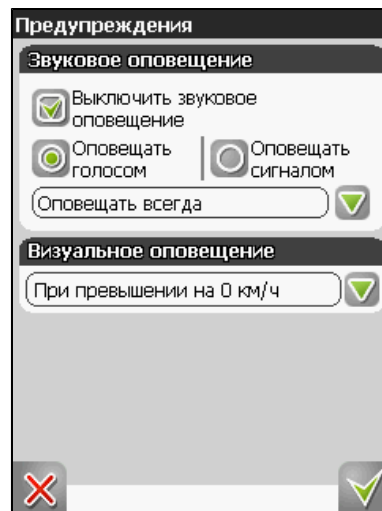 Предупреждения
Звуковое оповещение
Выключить звуковое
оповещение
Оповещать
голосом
Оповещать
сигналом
Оповещать всегда
Визуальное оповещение
При превышении на 0 км/ч